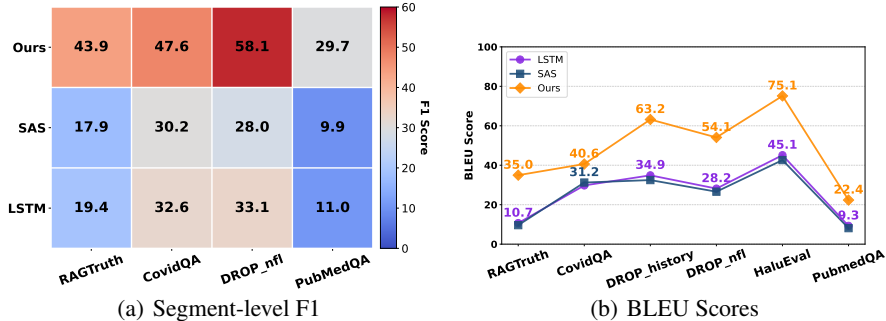 Ours 43.9 47.6 58.1 29.7
SAS 17.9 30.2 28.0 9.9
LSTM 19.4 32.6 33.1 11.0
RAGTruth CovidQA DROP_nfl PubMedQA
60
50
40
30
20
10
0
F1 Score
(a) Segment-level F1
BLEU Score
100
80
60
40
20
0
LSTM
SAS
Ours
35.0 40.6 63.2 54.1 75.1 22.4
10.7 31.2 34.9 28.2 45.1 9.3
RAGTruth CovidQA DROP_history DROP_nfl HaluEval PubmedQA
(b) BLEU Scores